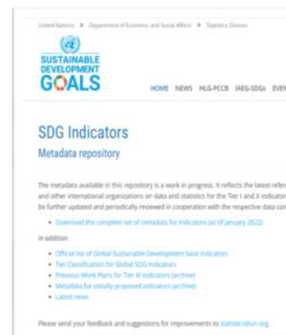 United Nations > Department of Economic and Social Affairs > Statistics Division
SUSTAINABLE
DEVELOPMENT
GOALS
HOME NEWS HLG-PCCB IAEG-SDGs EVEN
SDG Indicators
Metadata repository
The metadata available in this repository is a work in progress. It reflects the latest refer
and other international organizations on data and statistics for the Tier I and II indicator
be further updated and periodically reviewed in cooperation with the respective data com
• Download the complete set of metadata for indicators (as of January 2022)
In addition:
• Official list of Global Sustainable Development Goal indicators
• Tier Classification for Global SDG Indicators
• Previous Work Plans for Tier III Indicators (archive)
• Metadata for initially proposed indicators (archive)
• Latest news
Please send your feedback and suggestions for improvements to statistics@un.org.